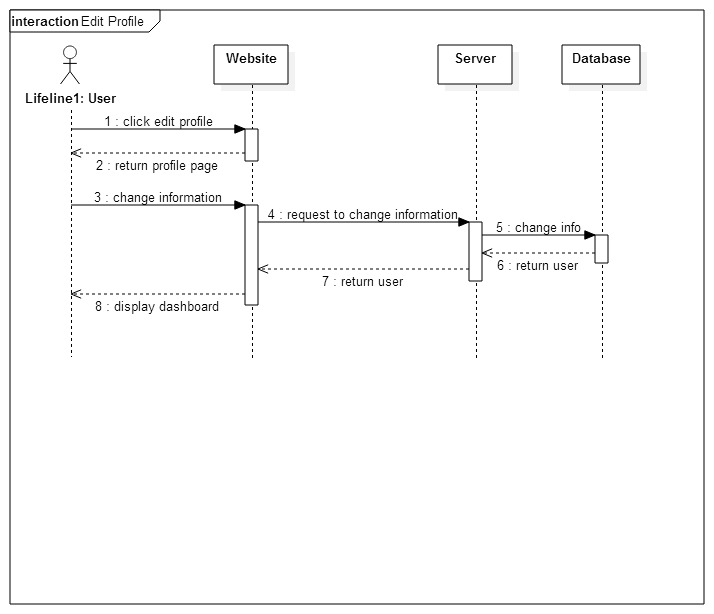 interaction Edit Profile
Website
Server
Database
Lifeline1: User
1 : click edit profile
2 : return profile page
3 : change information
4 : request to change information
5 : change info
6 : return user
7 : return user
8 : display dashboard